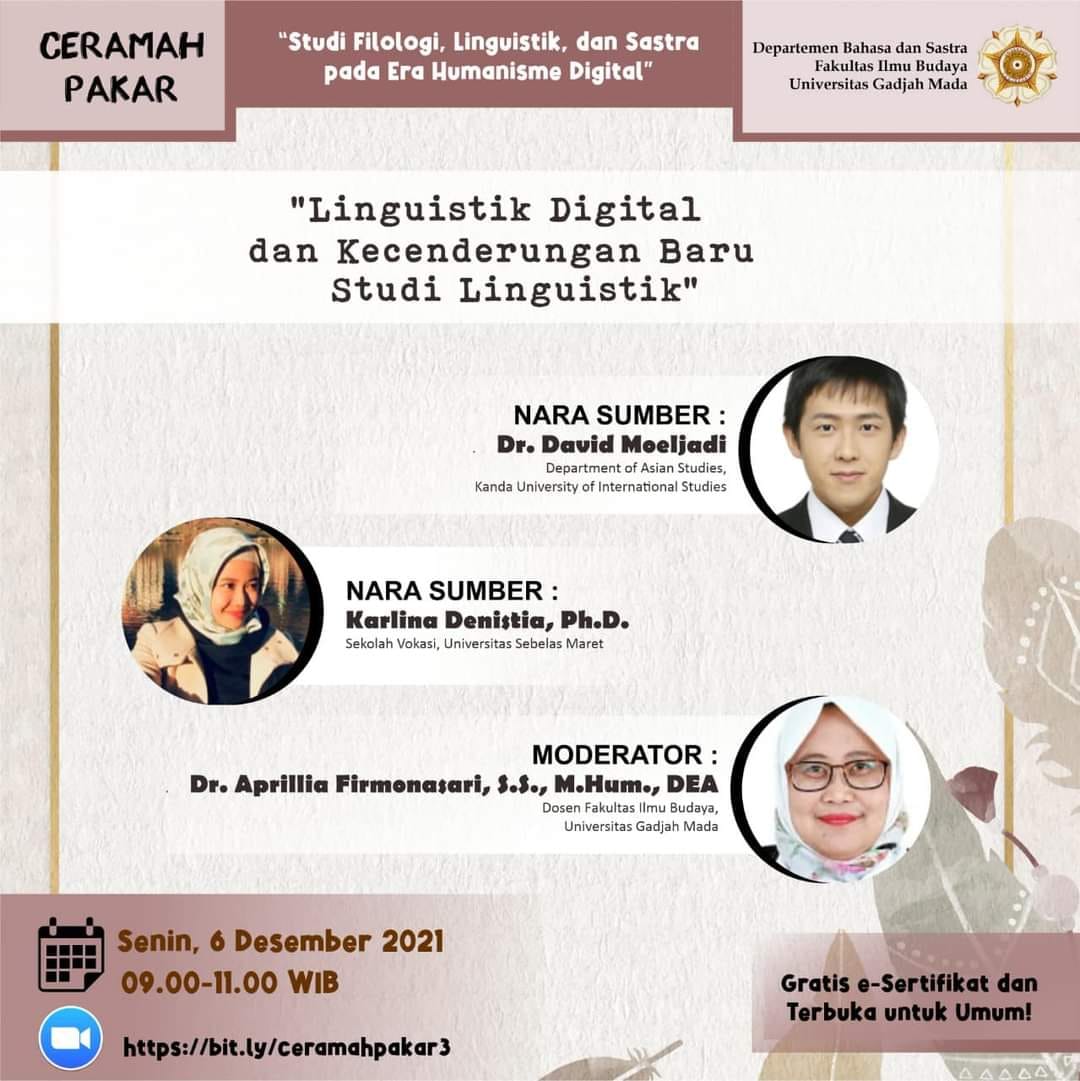 CERAMAH
PAKAR
"Studi Filologi, Linguistik, dan Sastra
pada Era Humanisme Digital"
Departemen Bahasa dan Sastra
Fakultas Ilmu Budaya
Universitas Gadjah Mada
"Linguistik Digital
dan Kecenderungan Baru
Studi Linguistik"
NARA SUMBER :
Dr. David Moeljadi
Department of Asian Studies,
Kanda University of International Studies
NARA SUMBER :
Karlina Denistia, Ph.D.
Sekolah Vokasi, Universitas Sebelas Maret
MODERATOR :
Dr. Aprillia Firmonasari, S.S., M.Hum., DEA
Dosen Fakultas Ilmu Budaya,
Universitas Gadjah Mada
Senin, 6 Desember 2021
09.00-11.00 WIB
https://bit.ly/ceramahpakar3
Gratis e-Sertifikat dan
Terbuka untuk Umum!